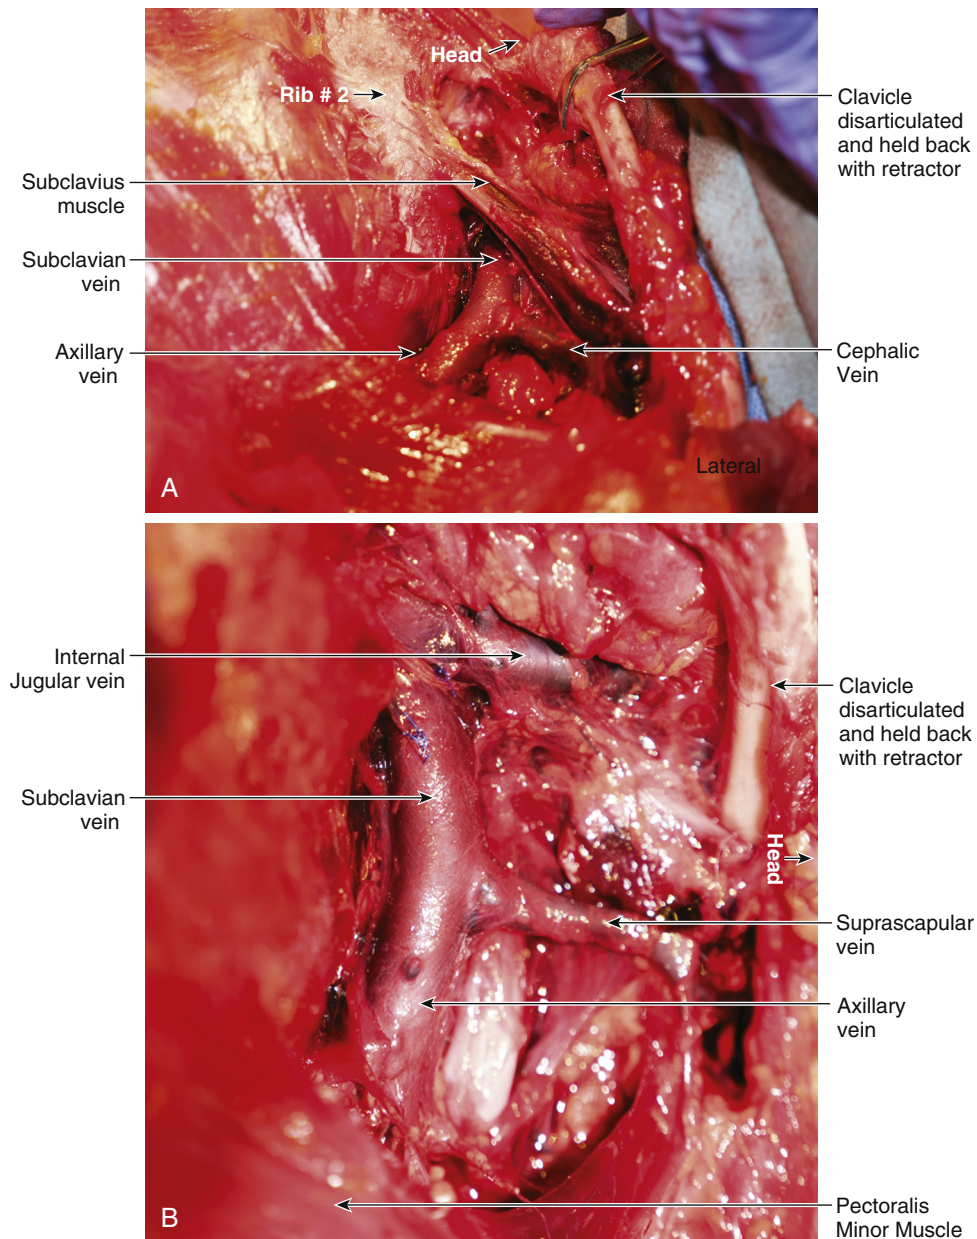 Head
Rib # 2
Clavicle
disarticulated
and held back
with retractor
Subclavius
muscle
Subclavian
vein
Axillary
vein
Cephalic
Vein
Lateral
A
Internal
Jugular vein
Clavicle
disarticulated
and held back
with retractor
Subclavian
vein
Head
Suprascapular
vein
Axillary
vein
Pectoralis
Minor Muscle
B